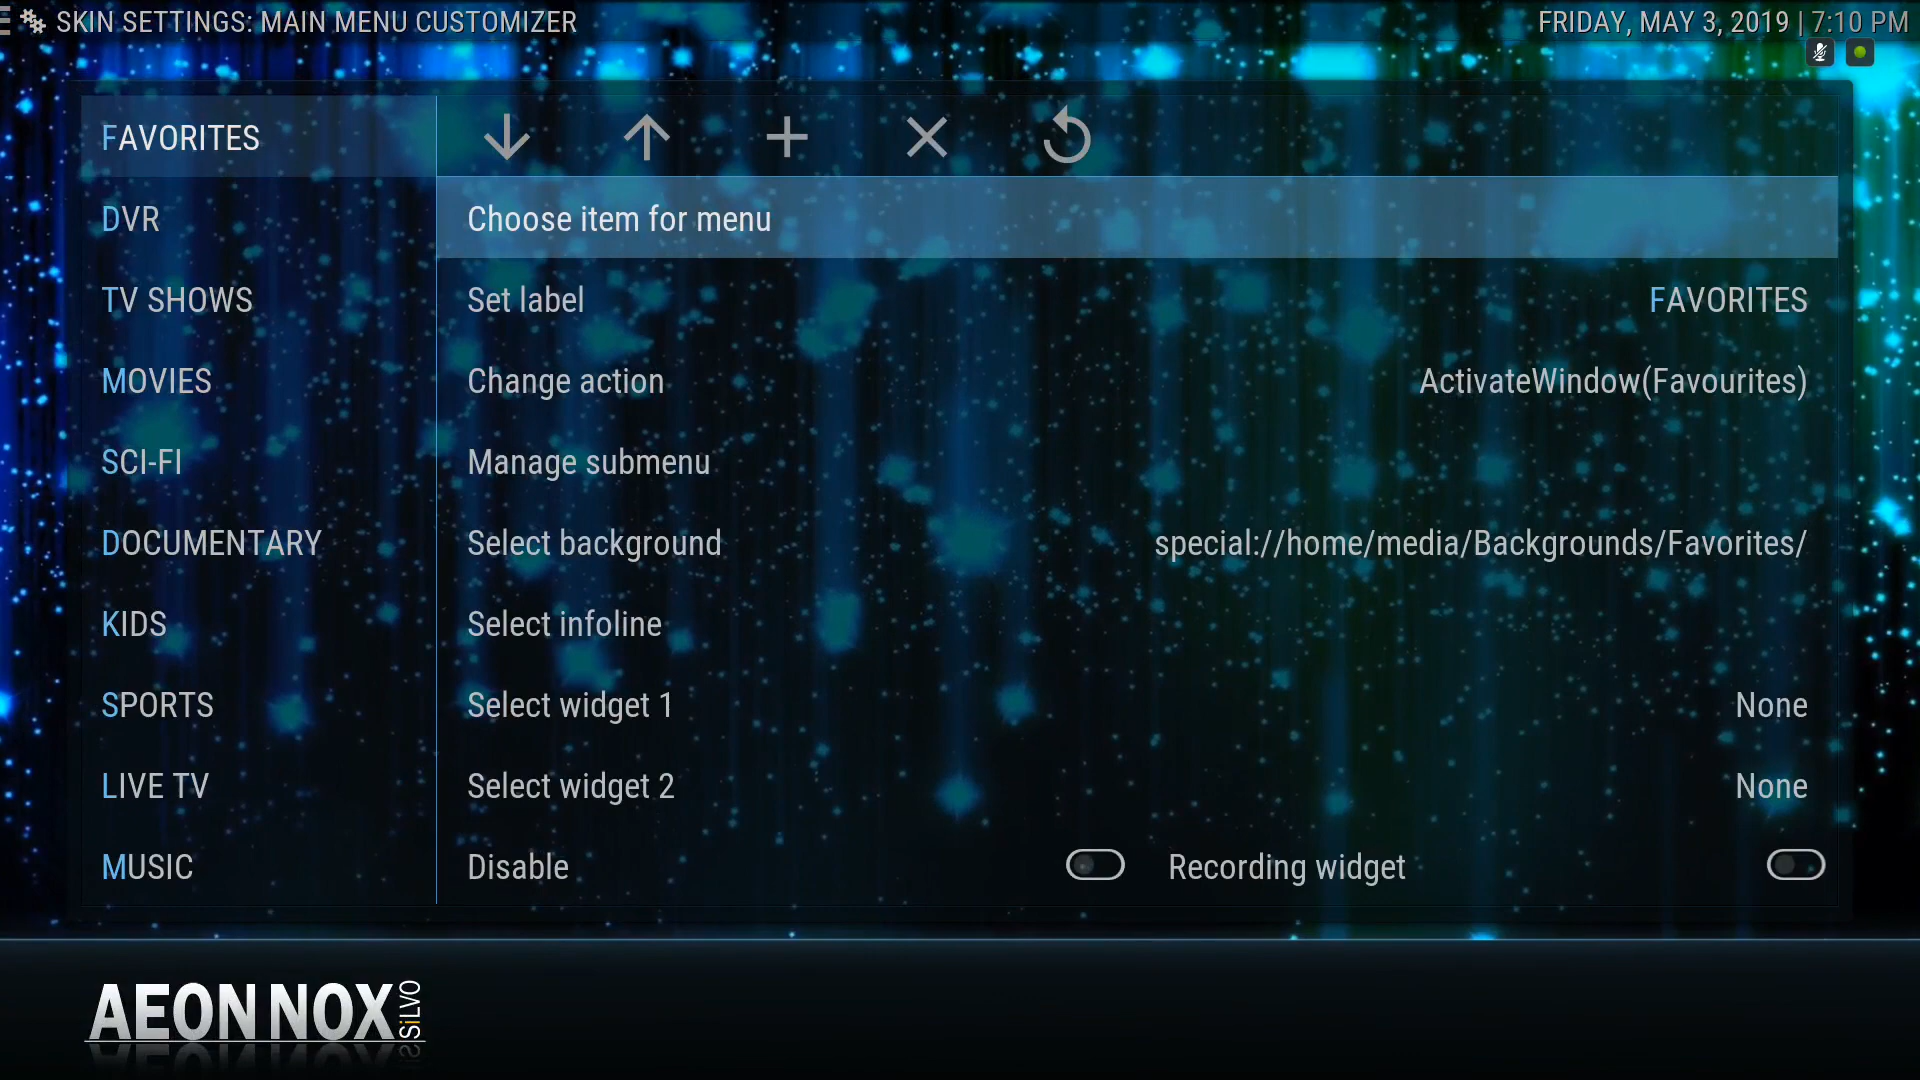 SKIN SETTINGS: MAIN MENU CUSTOMIZER
FRIDAY, MAY 3, 2019 | 7:10 PM
FAVORITES
DVR
TV SHOWS
MOVIES
SCI-FI
DOCUMENTARY
KIDS
SPORTS
LIVE TV
MUSIC
Choose item for menu
Set label FAVORITES
Change action ActivateWindow(Favourites)
Manage submenu
Select background special://home/media/Backgrounds/Favorites/
Select infoline
Select widget 1 None
Select widget 2 None
Disable Recording widget
AEON NOX SiLVO